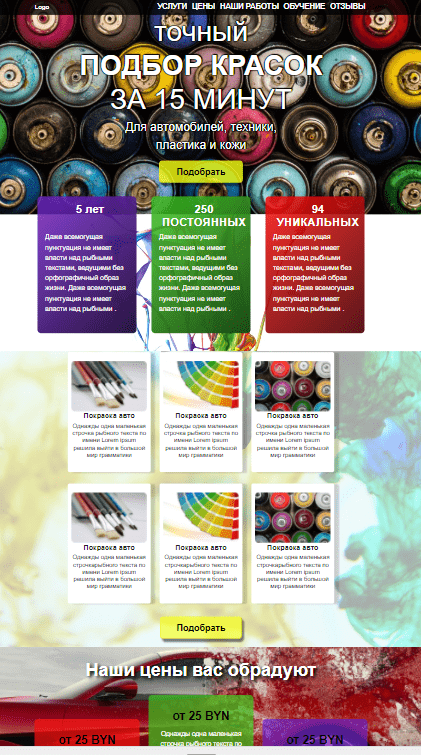 Logo
УСЛУГИ ЦЕНЫ НАШИ РАБОТЫ ОБУЧЕНИЕ ОТЗЫВЫ
ТОЧНЫЙ
ПОДБОР КРАСОК
ЗА 15 МИНУТ
Для автомобилей, техники,
пластика и кожи
Подобрать
5 лет
Даже всемогущая
пунктуация не имеет
власти над рыбными
текстами, ведущими без
орфографичный образ
жизни. Даже всемогущая
пунктуация не имеет
власти над рыбными .
250
ПОСТОЯННЫХ
Даже всемогущая
пунктуация не имеет
власти над рыбными
текстами, ведущими без
орфографичный образ
жизни. Даже всемогущая
пунктуация не имеет
власти над рыбными .
94
УНИКАЛЬНЫХ
Даже всемогущая
пунктуация не имеет
власти над рыбными
текстами, ведущими без
орфографичный образ
жизни. Даже всемогущая
пунктуация не имеет
власти над рыбными .
Покраска авто
Однажды одна маленькая
строчка рыбного текста по
имени Lorem ipsum
решила выйти в большой
мир грамматики
Покраска авто
Однажды одна маленькая
строчка рыбного текста по
имени Lorem ipsum
решила выйти в большой
мир грамматики
Покраска авто
Однажды одна маленькая
строчка рыбного текста по
имени Lorem ipsum
решила выйти в большой
мир грамматики
Покраска авто
Однажды одна маленькая
строчкарыбного текста по
имени Lorem ipsum
решила выйти в большой
мир грамматики
Покраска авто
Однажды одна маленькая
строчкарыбного текста по
имени Lorem ipsum
решила выйти в большой
мир грамматики
Покраска авто
Однажды одна маленькая
строчкарыбного текста по
имени Lorem ipsum
решила выйти в большой
мир грамматики
Подобрать
Наши цены вас обрадуют
от 25 BYN
от 25 BYN
Однажды одна маленькая
строчка рыбного текста по
от 25 BYN